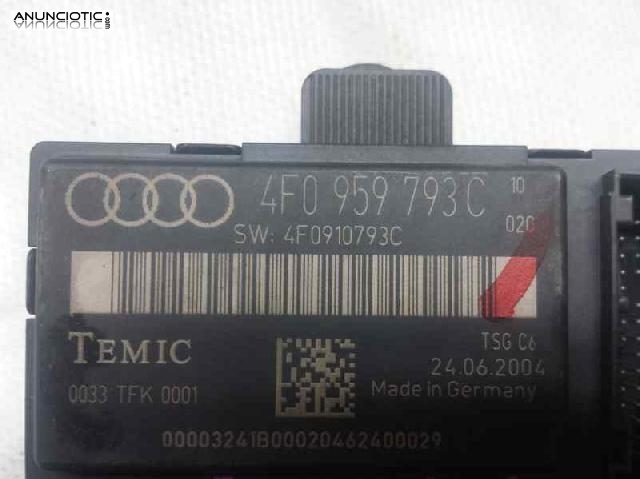 ANUNCIOTIC
.com
4F0 959 793 C 10
020
SW: 4F0910793C
TEMIC
TSG C6
24.06.2004
0033 TFK 0001
Made in Germany
00003241B00020462400029